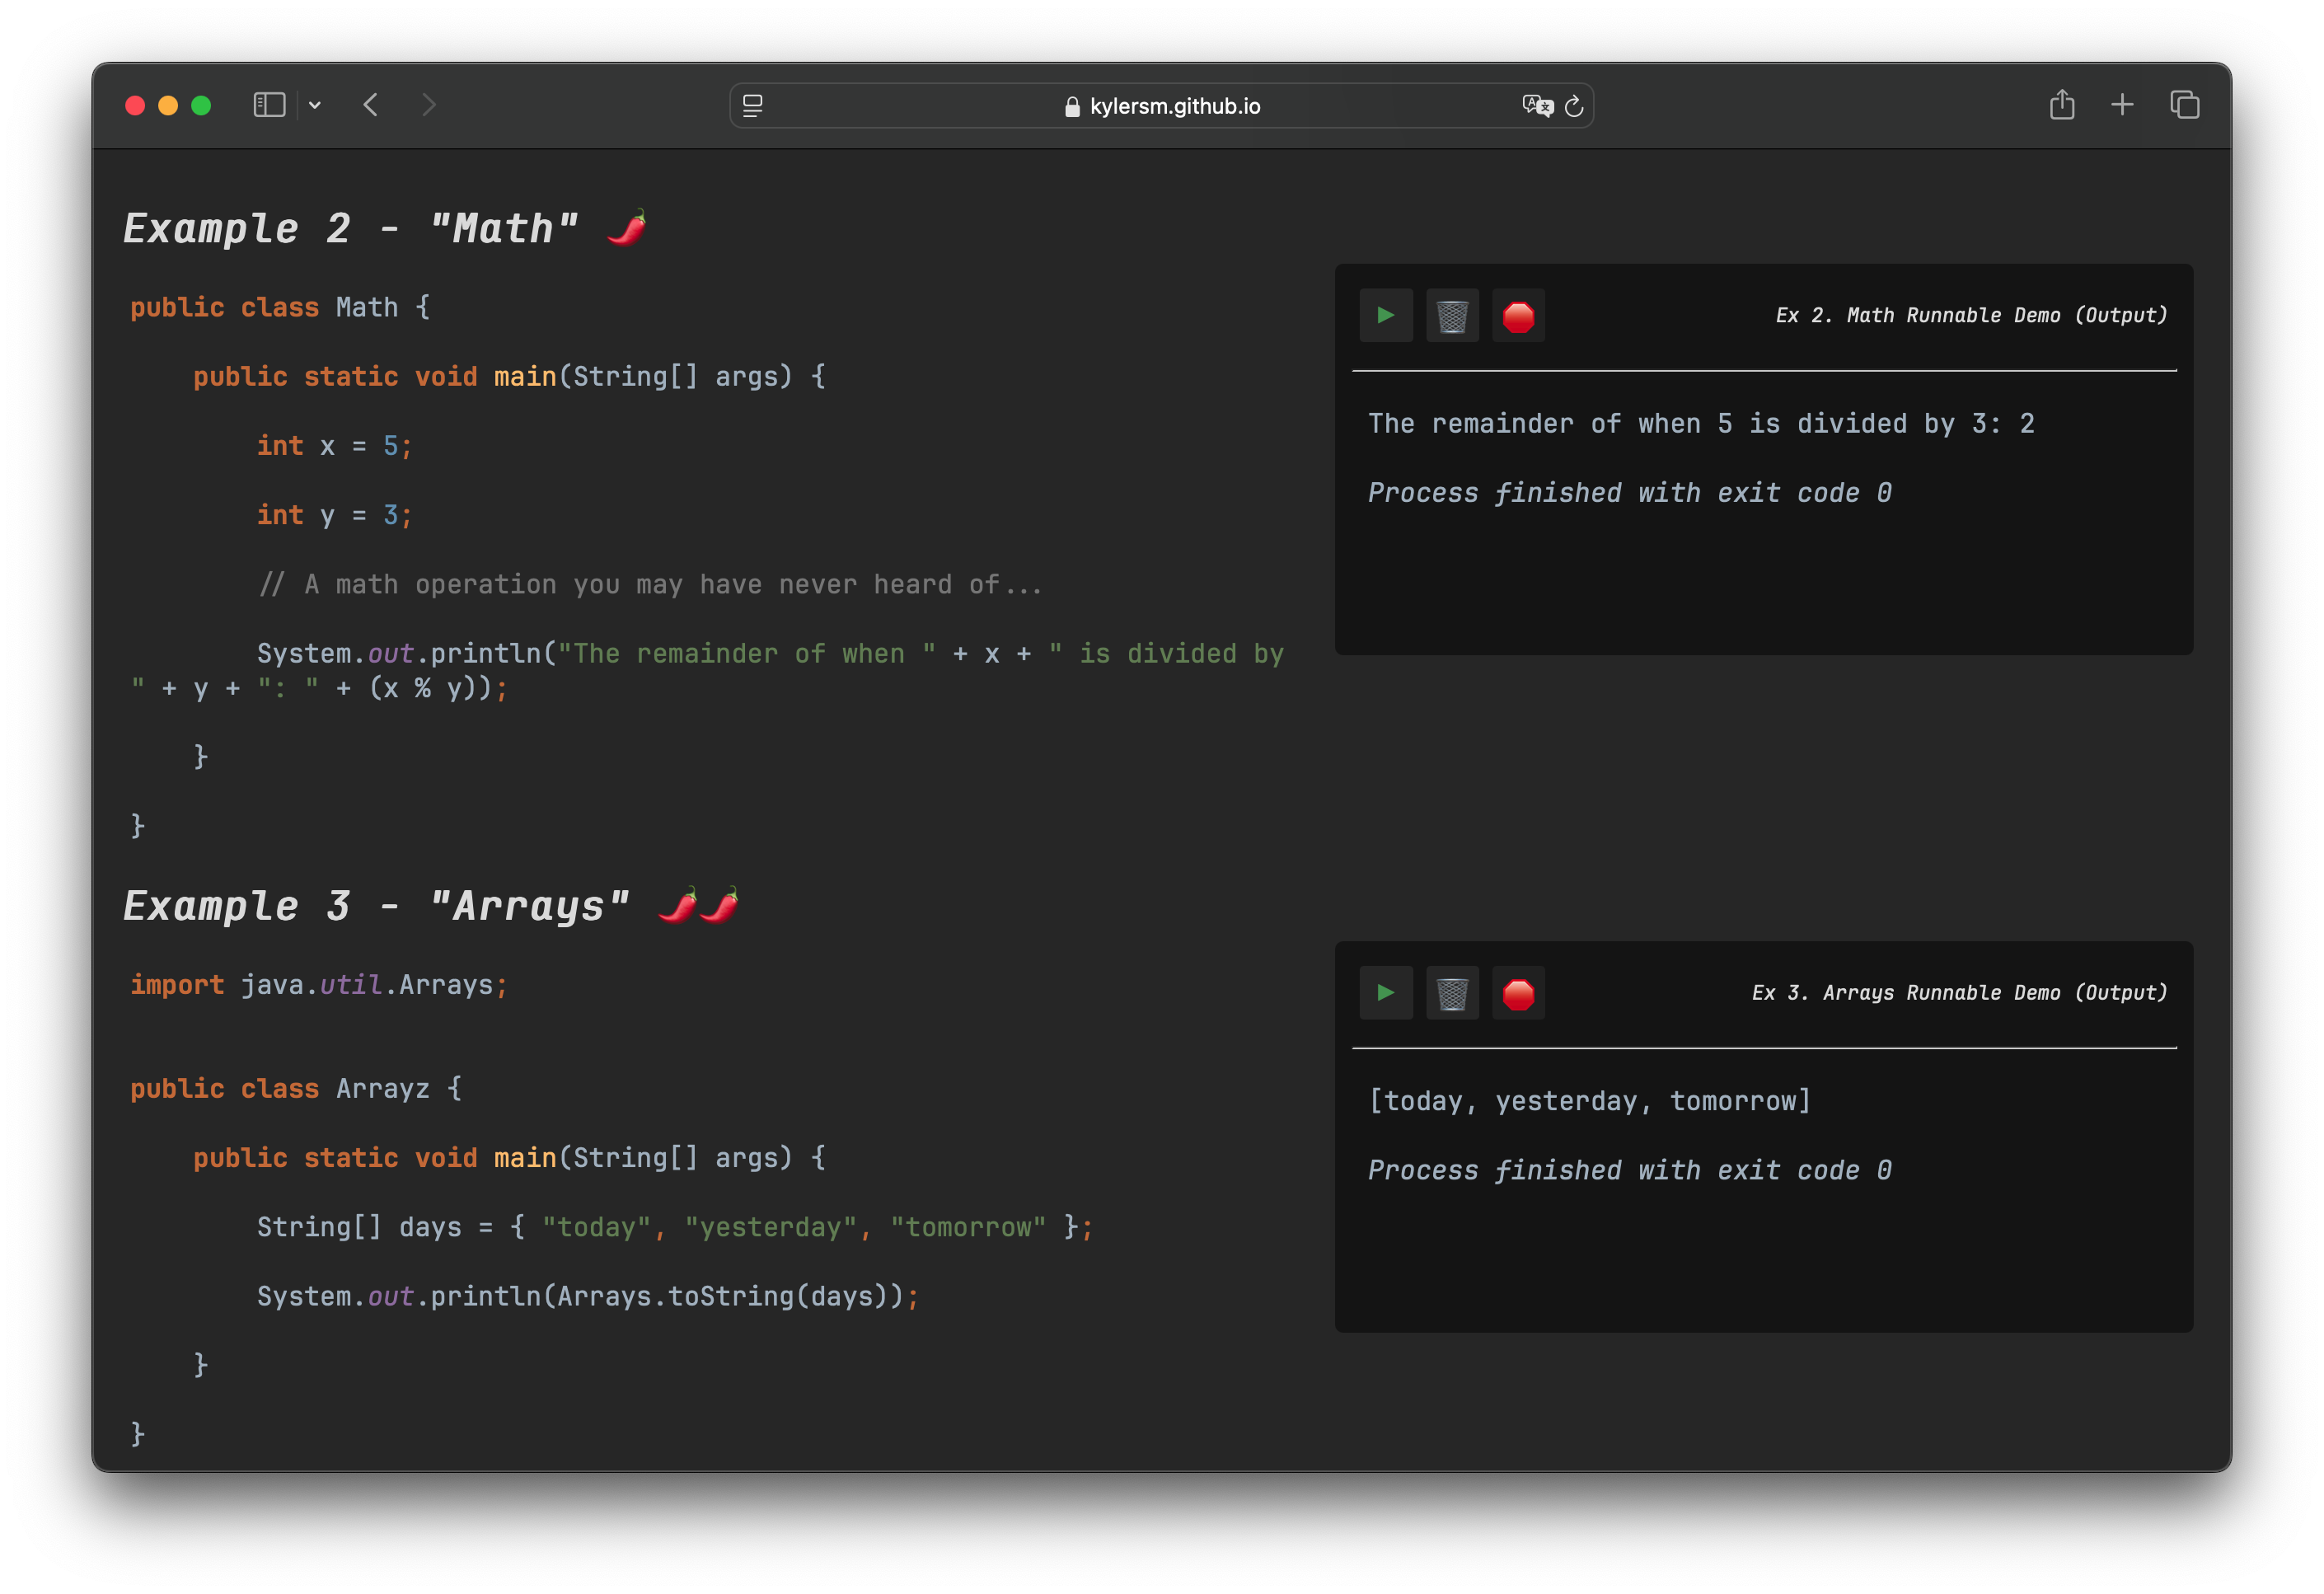 kylersm.github.io
Example 2 - "Math" 🌶️
public class Math {
    public static void main(String[] args) {
        int x = 5;
        int y = 3;
        // A math operation you may have never heard of...
        System.out.println("The remainder of when " + x + " is divided by
" + y + ": " + (x % y));
    }
}
Ex 2. Math Runnable Demo (Output)
The remainder of when 5 is divided by 3: 2
Process finished with exit code 0
Example 3 - "Arrays" 🌶️🌶️
import java.util.Arrays;
public class Arrayz {
    public static void main(String[] args) {
        String[] days = { "today", "yesterday", "tomorrow" };
        System.out.println(Arrays.toString(days));
    }
}
Ex 3. Arrays Runnable Demo (Output)
[today, yesterday, tomorrow]
Process finished with exit code 0